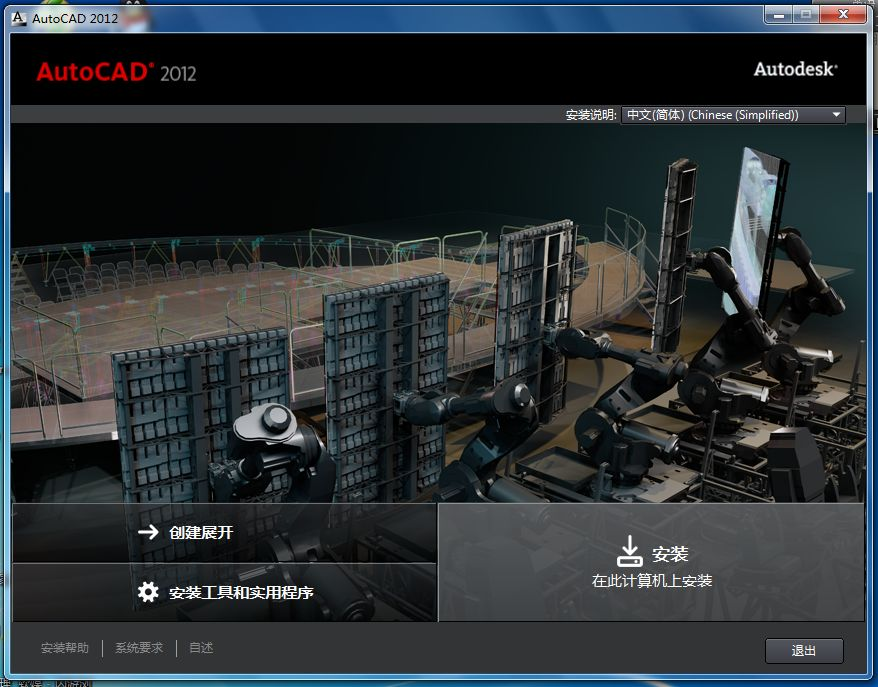 AutoCAD 2012
AutoCAD® 2012
Autodesk®
安装说明: 中文(简体) (Chinese (Simplified))
创建展开
安装工具和实用程序
安装
在此计算机上安装
安装帮助 系统要求 自述
退出